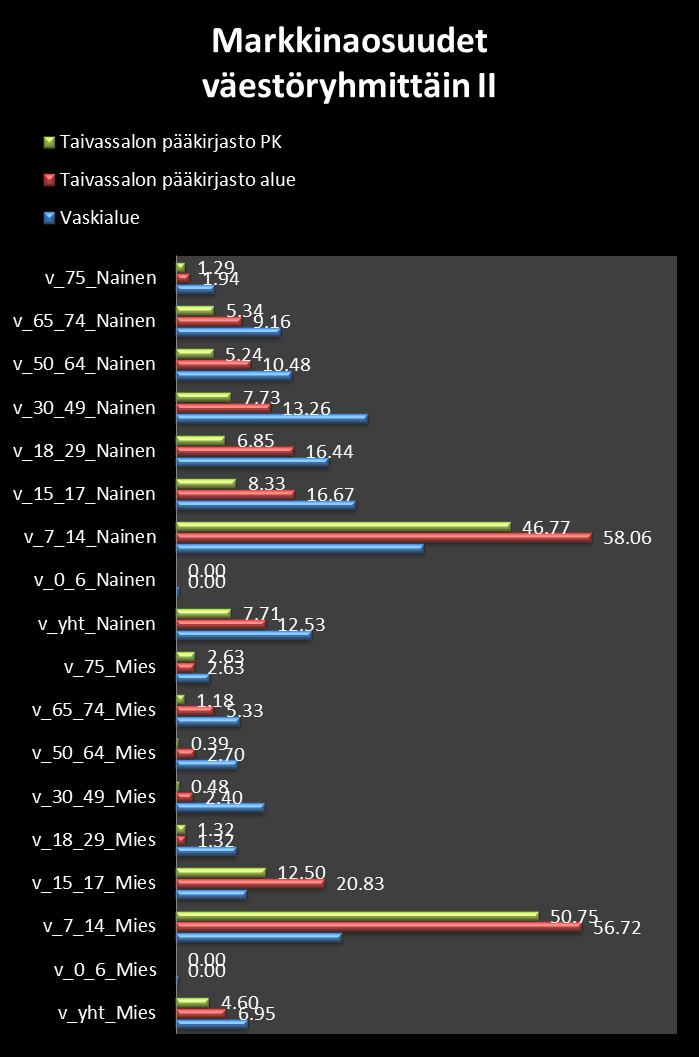 Markkinaosuudet
väestöryhmittäin II
Taivassalon pääkirjasto PK
Taivassalon pääkirjasto alue
Vaskialue
v_75_Nainen
1.29
1.94
v_65_74_Nainen
5.34
9.16
v_50_64_Nainen
5.24
10.48
v_30_49_Nainen
7.73
13.26
v_18_29_Nainen
6.85
16.44
v_15_17_Nainen
8.33
16.67
v_7_14_Nainen
46.77
58.06
v_0_6_Nainen
0.00
0.00
v_yht_Nainen
7.71
12.53
v_75_Mies
2.63
2.63
v_65_74_Mies
1.18
5.33
v_50_64_Mies
0.39
2.70
v_30_49_Mies
0.48
2.40
v_18_29_Mies
1.32
1.32
v_15_17_Mies
12.50
20.83
v_7_14_Mies
50.75
56.72
v_0_6_Mies
0.00
0.00
v_yht_Mies
4.60
6.95